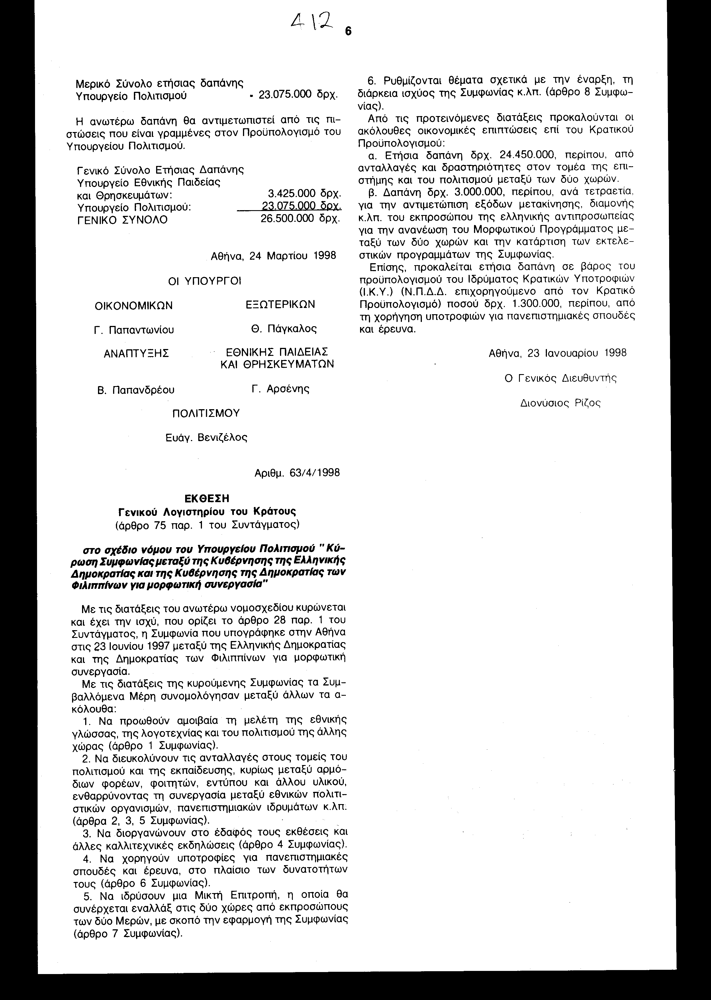 412
6
Μερικό Σύνολο ετήσιας δαπάνης
Υπουργείο Πολιτισμού - 23.075.000 δρχ.
Η ανωτέρω δαπάνη θα αντιμετωπιστεί από τις πι-
στώσεις που είναι γραμμένες στον Προϋπολογισμό του
Υπουργείου Πολιτισμού.
Γενικό Σύνολο Ετήσιας Δαπάνης
Υπουργείο Εθνικής Παιδείας
και Θρησκευμάτων: 3.425.000 δρχ.
Υπουργείο Πολιτισμού: 23.075.000 δρχ.
ΓΕΝΙΚΟ ΣΥΝΟΛΟ 26.500.000 δρχ.
Αθήνα, 24 Μαρτίου 1998
ΟΙ ΥΠΟΥΡΓΟΙ
ΟΙΚΟΝΟΜΙΚΩΝ ΕΞΩΤΕΡΙΚΩΝ
Γ. Παπαντωνίου Θ. Πάγκαλος
ΑΝΑΠΤΥΞΗΣ ΕΘΝΙΚΗΣ ΠΑΙΔΕΙΑΣ
ΚΑΙ ΘΡΗΣΚΕΥΜΑΤΩΝ
Β. Παπανδρέου Γ. Αρσένης
ΠΟΛΙΤΙΣΜΟΥ
Ευάγ. Βενιζέλος
Αριθμ. 63/4/1998
ΕΚΘΕΣΗ
Γενικού Λογιστηρίου του Κράτους
(άρθρο 75 παρ. 1 του Συντάγματος)
στο σχέδιο νόμου του Υπουργείου Πολιτισμού "Κύ-
ρωση Συμφωνίας μεταξύ της Κυβέρνησης της Ελληνικής
Δημοκρατίας και της Κυβέρνησης της Δημοκρατίας των
Φιλιππίνων για μορφωτική συνεργασία"
Με τις διατάξεις του ανωτέρω νομοσχεδίου κυρώνεται
και έχει την ισχύ, που ορίζει το άρθρο 28 παρ. 1 του
Συντάγματος, η Συμφωνία που υπογράφηκε στην Αθήνα
στις 23 Ιουνίου 1997 μεταξύ της Ελληνικής Δημοκρατίας
και της Δημοκρατίας των Φιλιππίνων για μορφωτική
συνεργασία.
Με τις διατάξεις της κυρούμενης Συμφωνίας τα Συμ-
βαλλόμενα Μέρη συνομολόγησαν μεταξύ άλλων τα α-
κόλουθα:
1. Να προωθούν αμοιβαία τη μελέτη της εθνικής
γλώσσας, της λογοτεχνίας και του πολιτισμού της άλλης
χώρας (άρθρο 1 Συμφωνίας).
2. Να διευκολύνουν τις ανταλλαγές στους τομείς του
πολιτισμού και της εκπαίδευσης, κυρίως μεταξύ αρμό-
διων φορέων, φοιτητών, εντύπου και άλλου υλικού,
ενθαρρύνοντας τη συνεργασία μεταξύ εθνικών πολιτι-
στικών οργανισμών, πανεπιστημιακών ιδρυμάτων κ.λπ.
(άρθρα 2, 3, 5 Συμφωνίας).
3. Να διοργανώνουν στο έδαφός τους εκθέσεις και
άλλες καλλιτεχνικές εκδηλώσεις (άρθρο 4 Συμφωνίας).
4. Να χορηγούν υποτροφίες για πανεπιστημιακές
σπουδές και έρευνα, στο πλαίσιο των δυνατοτήτων
τους (άρθρο 6 Συμφωνίας).
5. Να ιδρύσουν μια Μικτή Επιτροπή, η οποία θα
συνέρχεται εναλλάξ στις δύο χώρες από εκπροσώπους
των δύο Μερών, με σκοπό την εφαρμογή της Συμφωνίας
(άρθρο 7 Συμφωνίας).
6. Ρυθμίζονται θέματα σχετικά με την έναρξη, τη
διάρκεια ισχύος της Συμφωνίας κ.λπ. (άρθρο 8 Συμφω-
νίας).
Από τις προτεινόμενες διατάξεις προκαλούνται οι
ακόλουθες οικονομικές επιπτώσεις επί του Κρατικού
Προϋπολογισμού:
α. Ετήσια δαπάνη δρχ. 24.450.000, περίπου, από
ανταλλαγές και δραστηριότητες στον τομέα της επι-
στήμης και του πολιτισμού μεταξύ των δύο χωρών.
β. Δαπάνη δρχ. 3.000.000, περίπου, ανά τετραετία,
για την αντιμετώπιση εξόδων μετακίνησης, διαμονής
κ.λπ. του εκπροσώπου της ελληνικής αντιπροσωπείας
για την ανανέωση του Μορφωτικού Προγράμματος με-
ταξύ των δύο χωρών και την κατάρτιση των εκτελε-
στικών προγραμμάτων της Συμφωνίας.
Επίσης, προκαλείται ετήσια δαπάνη σε βάρος του
προϋπολογισμού του Ιδρύματος Κρατικών Υποτροφιών
(Ι.Κ.Υ.) (Ν.Π.Δ.Δ. επιχορηγούμενο από τον Κρατικό
Προϋπολογισμό) ποσού δρχ. 1.300.000, περίπου, από
τη χορήγηση υποτροφιών για πανεπιστημιακές σπουδές
και έρευνα.
Αθήνα, 23 Ιανουαρίου 1998
Ο Γενικός Διευθυντής
Διονύσιος Ρίζος